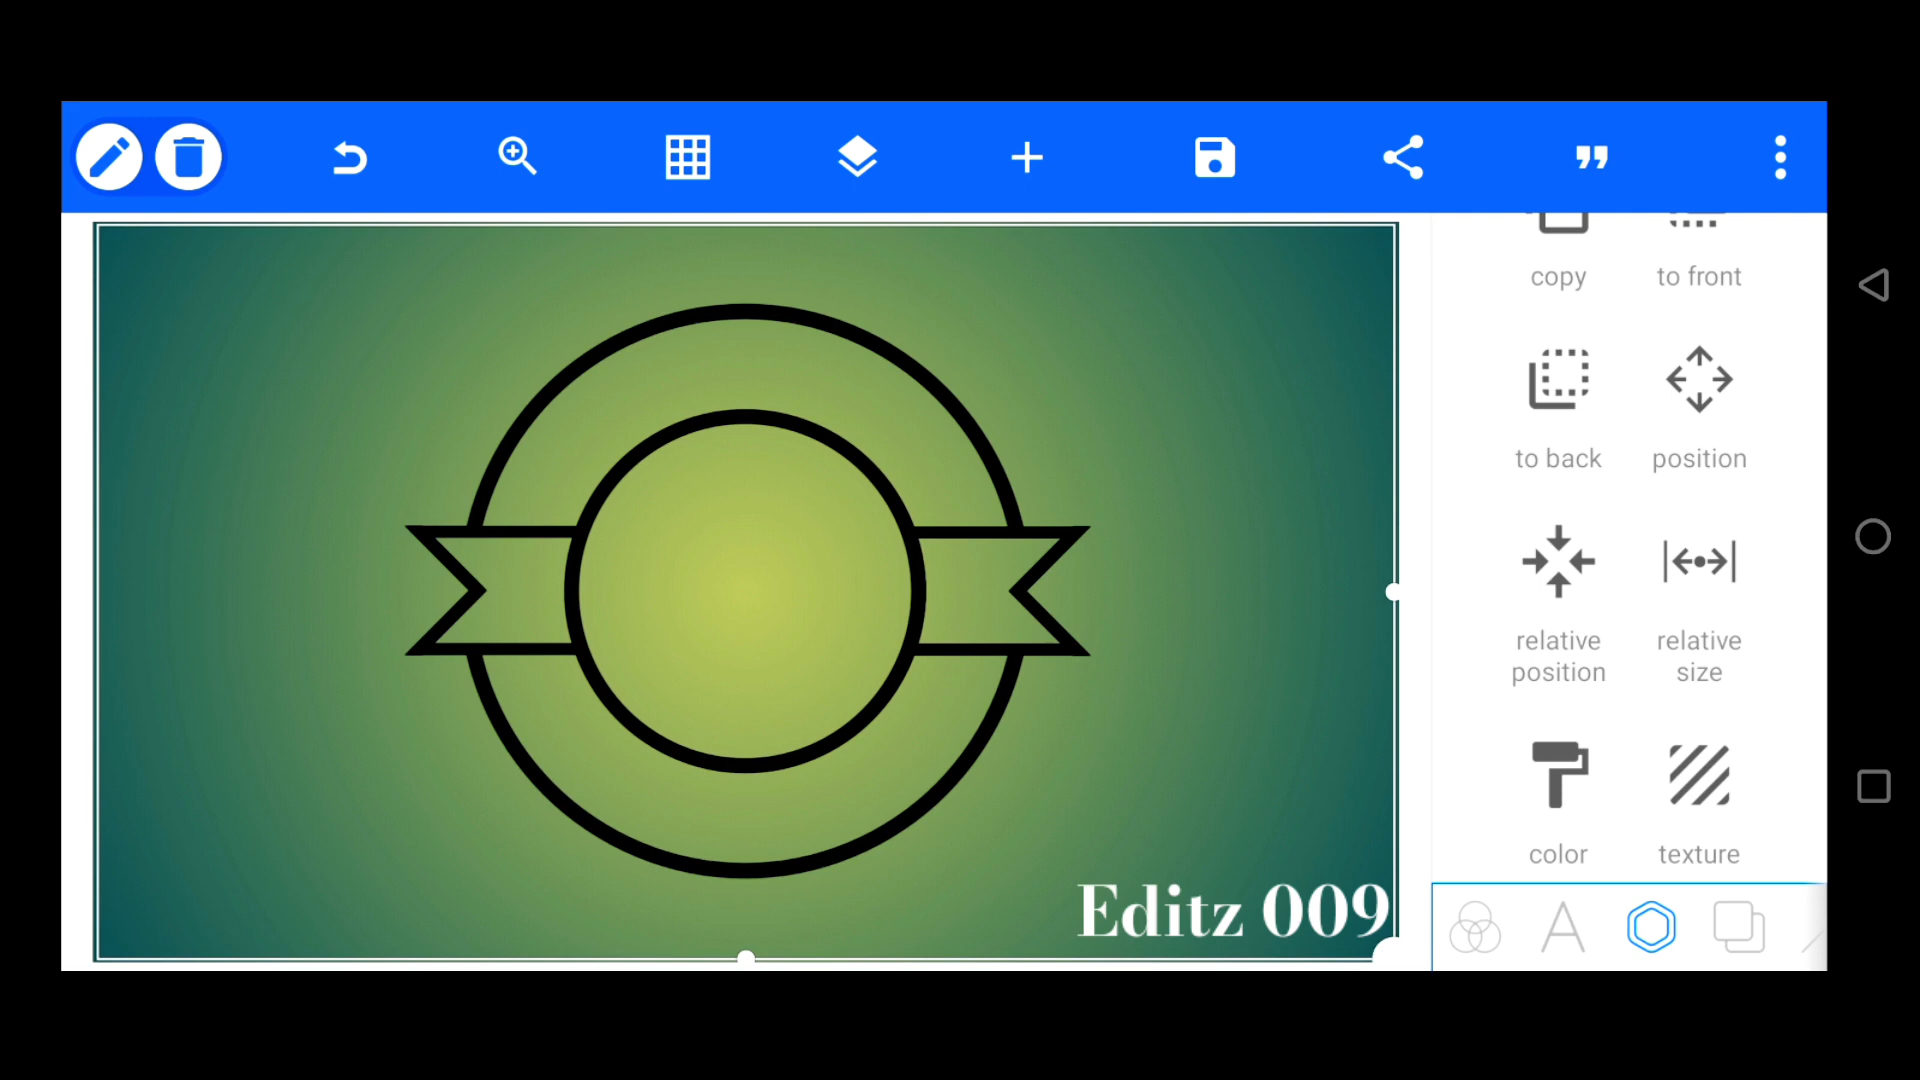 copy
to front
to back
position
relative
position
relative
size
color
texture
Editz 009